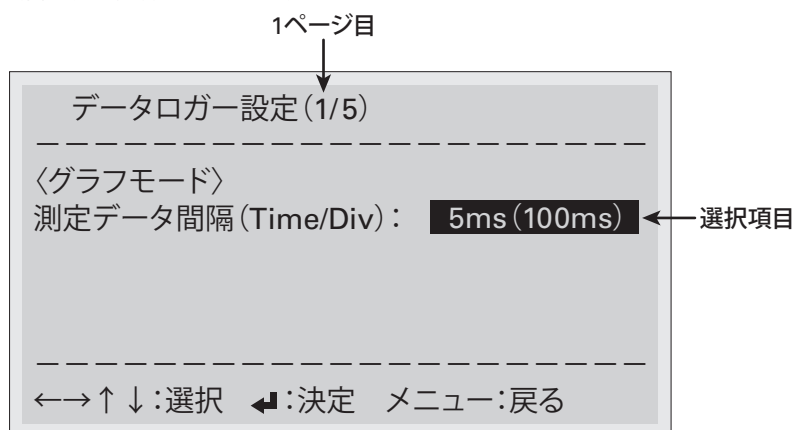 1ページ目
データロガー設定(1/5)
〈グラフモード〉
測定データ間隔(Time/Div): 5ms(100ms)
選択項目
←→↑↓:選択 ↵:決定 メニュー:戻る